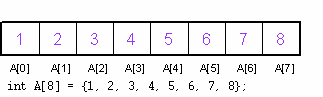 1 2 3 4 5 6 7 8
A[0] A[1] A[2] A[3] A[4] A[5] A[6] A[7]
int A[8] = {1, 2, 3, 4, 5, 6, 7, 8};